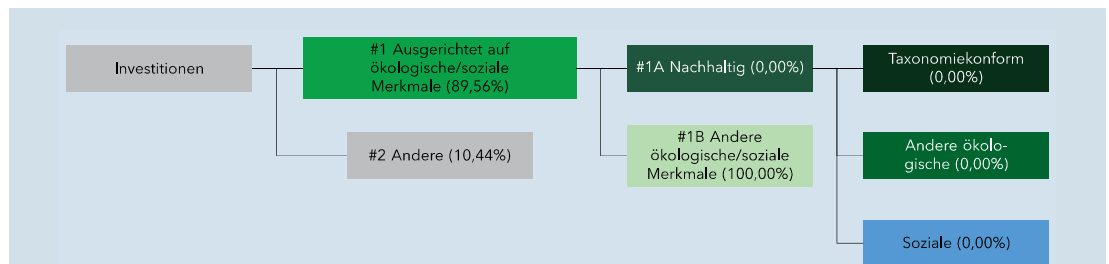 Investitionen
#1 Ausgerichtet auf
ökologische/soziale
Merkmale (89,56%)
#2 Andere (10,44%)
#1A Nachhaltig (0,00%)
#1B Andere
ökologische/soziale
Merkmale (100,00%)
Taxonomiekonform
(0,00%)
Andere ökolo-
gische (0,00%)
Soziale (0,00%)